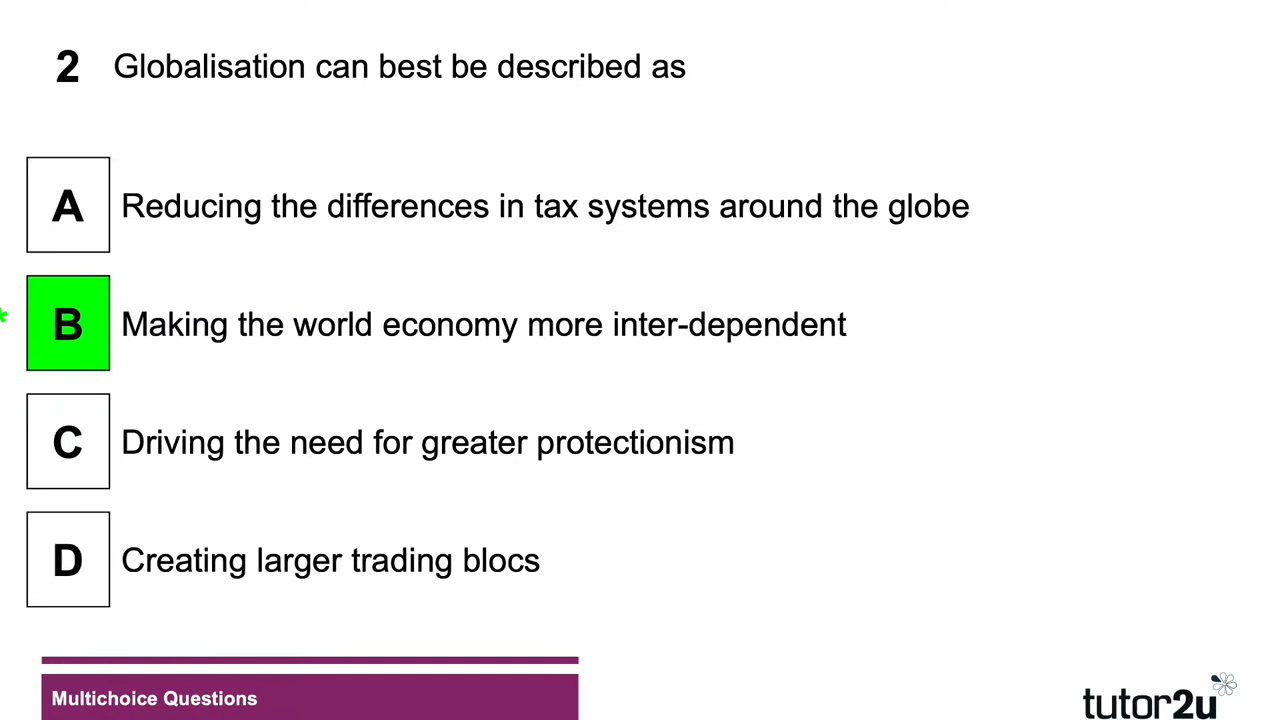 2 Globalisation can best be described as
A Reducing the differences in tax systems around the globe
* B Making the world economy more inter-dependent
C Driving the need for greater protectionism
D Creating larger trading blocs
Multichoice Questions
tutor2u